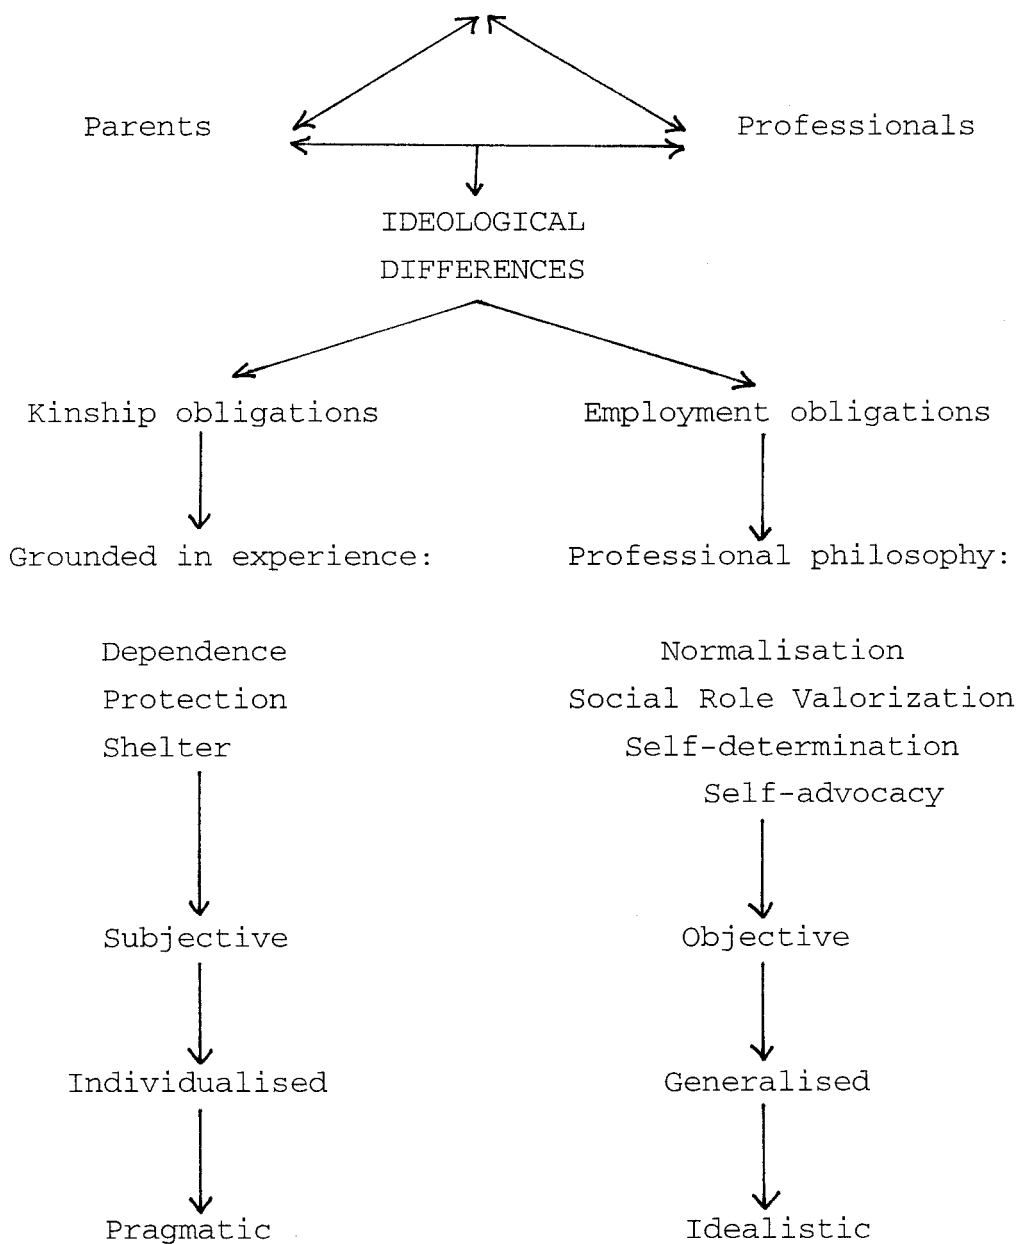 Parents
Professionals
IDEOLOGICAL
DIFFERENCES
Kinship obligations
Employment obligations
Grounded in experience:
Professional philosophy:
Dependence
Normalisation
Protection
Social Role Valorization
Shelter
Self-determination
Self-advocacy
Subjective
Objective
Individualised
Generalised
Pragmatic
Idealistic